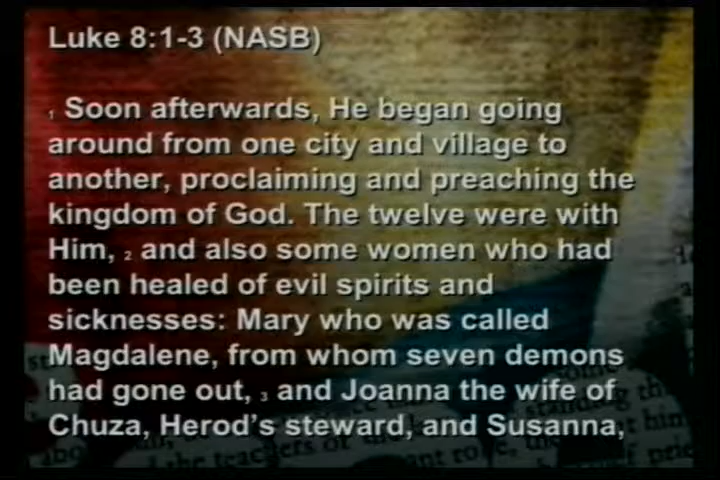 Luke 8:1-3 (NASB)
1 Soon afterwards, He began going
around from one city and village to
another, proclaiming and preaching the
kingdom of God. The twelve were with
Him, 2 and also some women who had
been healed of evil spirits and
sicknesses: Mary who was called
Magdalene, from whom seven demons
had gone out, 3 and Joanna the wife of
Chuza, Herod's steward, and Susanna,